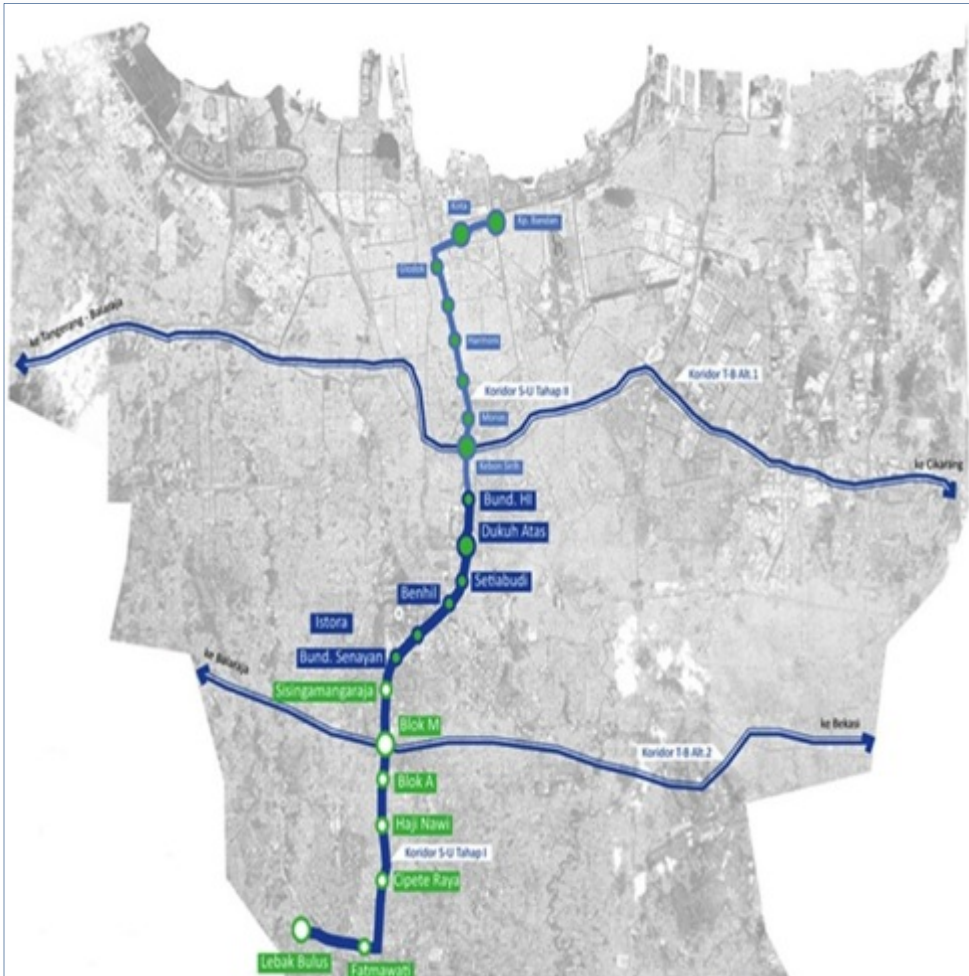 Kota
Kp. Bandan
Glodok
ke Tangerang - Balaraja
Harmoni
Koridor T-B Alt.1
Koridor S-U Tahap II
Monas
ke Cikarang
Kebon Sirih
Bund. HI
Dukuh Atas
Setiabudi
Benhil
Istora
Bund. Senayan
ke Balaraja
Sisingamangaraja
Blok M
ke Bekasi
Koridor T-B Alt.2
Blok A
Haji Nawi
Koridor S-U Tahap I
Cipete Raya
Lebak Bulus
Fatmawati